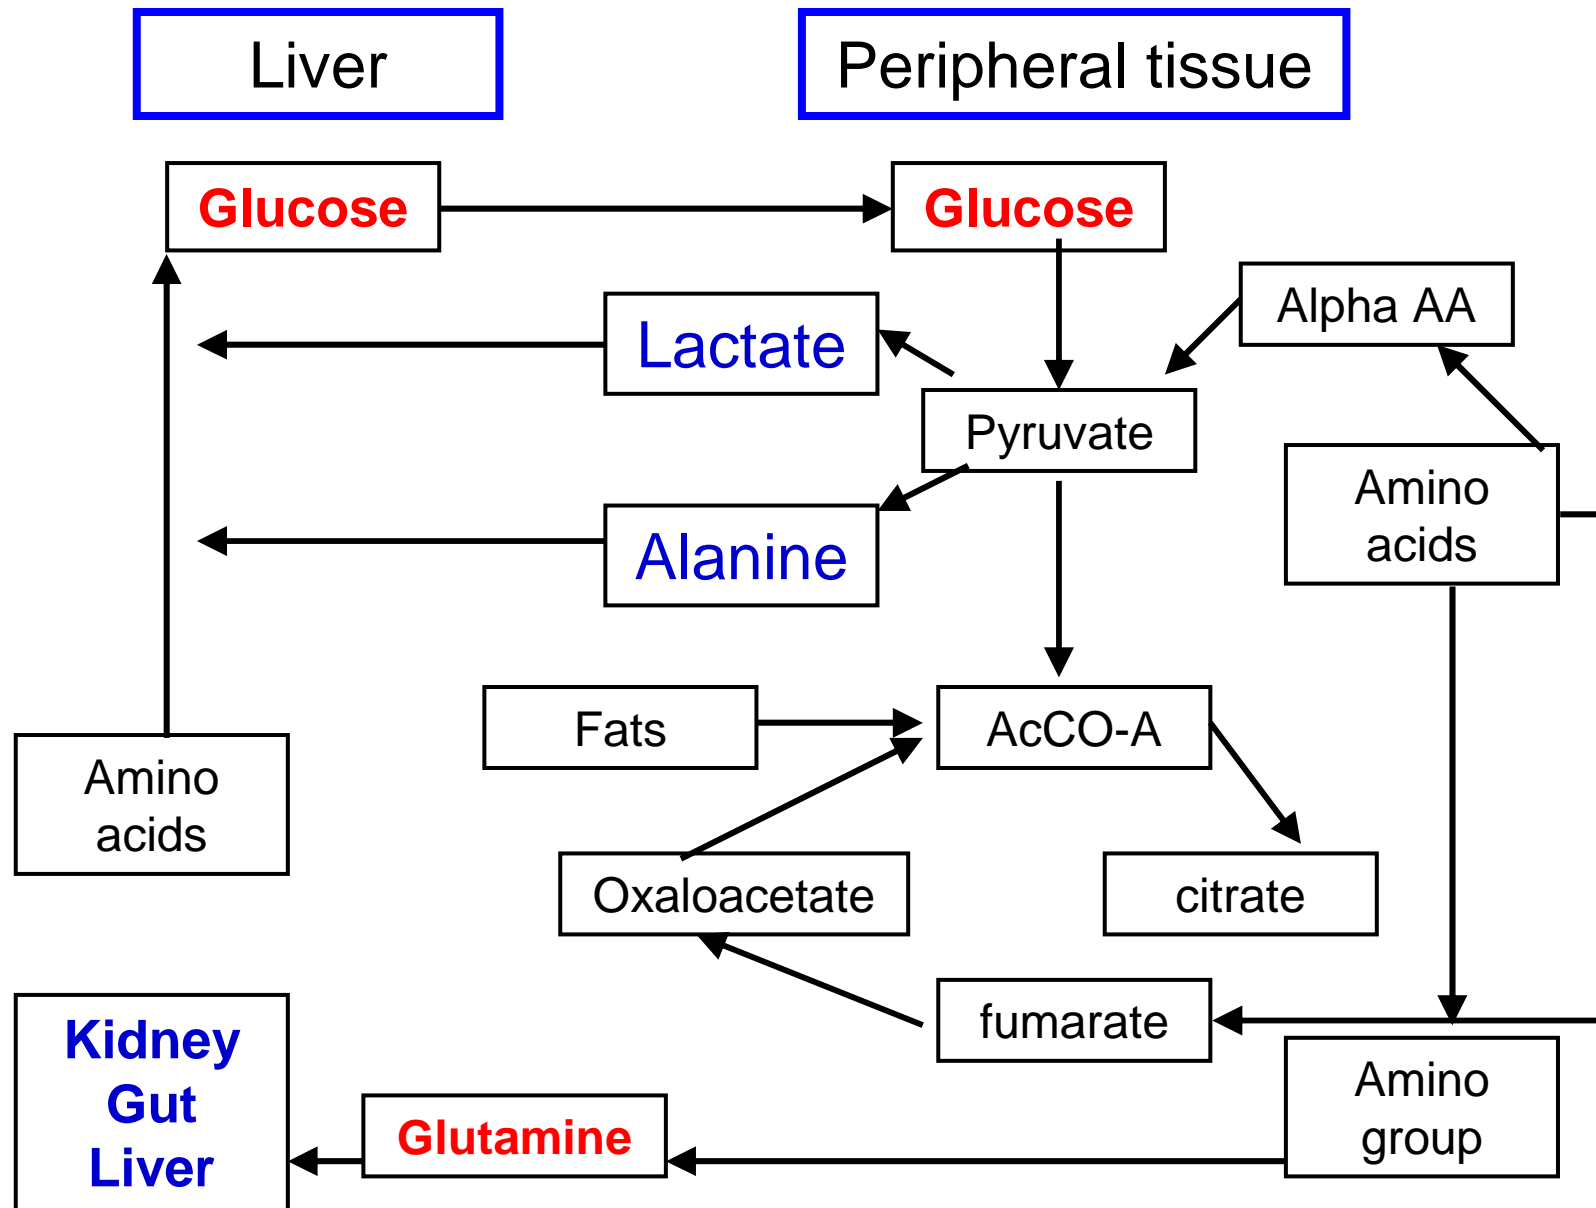 Liver
Peripheral tissue
Glucose
Glucose
Alpha AA
Lactate
Pyruvate
Amino
acids
Alanine
Fats
AcCO-A
Amino
acids
Oxaloacetate
citrate
fumarate
Kidney
Gut
Liver
Glutamine
Amino
group